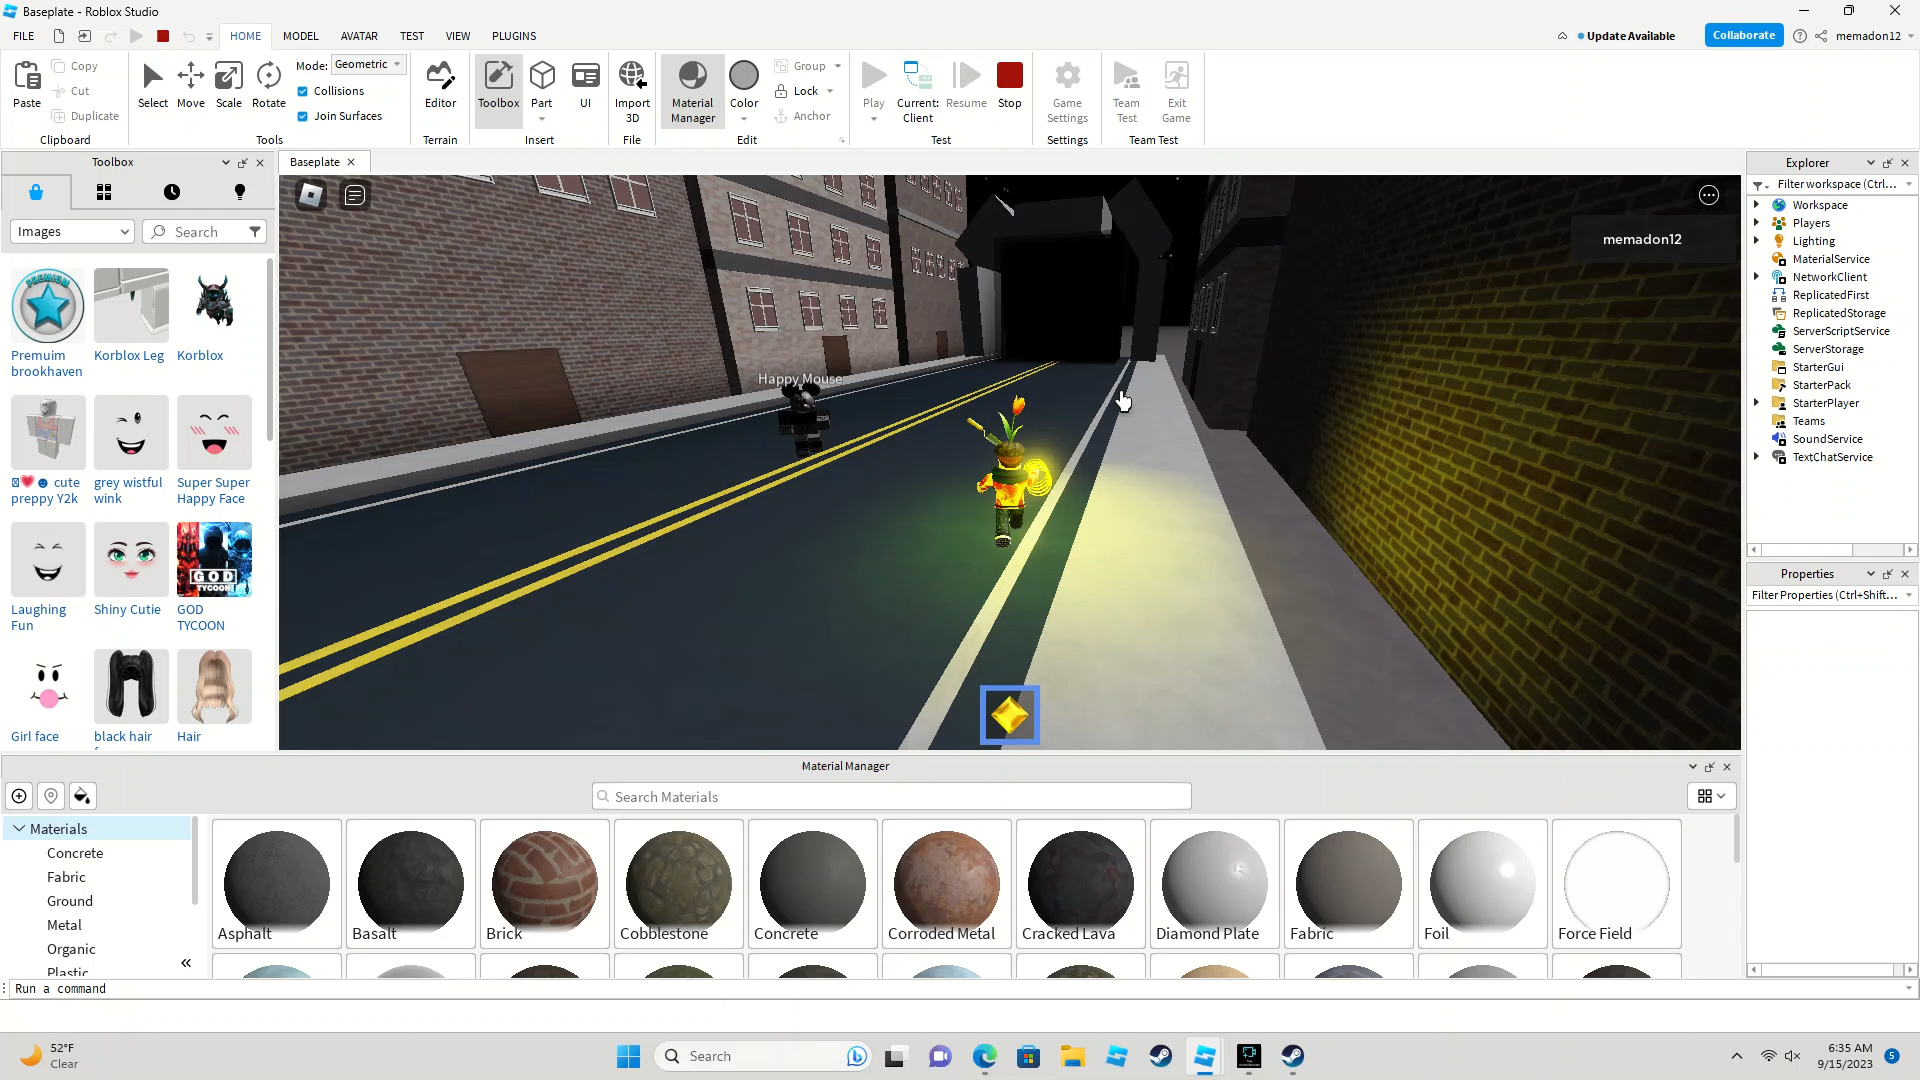 Baseplate - Roblox Studio
FILE
HOME
MODEL
AVATAR
TEST
VIEW
PLUGINS
Update Available
Collaborate
memadon12
Paste
Copy
Cut
Duplicate
Clipboard
Select
Move
Scale
Rotate
Mode:
Geometric
Collisions
Join Surfaces
Tools
Editor
Terrain
Toolbox
Part
UI
Insert
Import
3D
File
Material
Manager
Color
Group
Lock
Anchor
Edit
Play
Current:
Client
Resume
Stop
Test
Game
Settings
Settings
Team
Test
Exit
Game
Team Test
Toolbox
Images
Search
PREMIUM
Premuim
brookhaven
Korblox Leg
Korblox
cute
preppy Y2k
grey wistful
wink
Super Super
Happy Face
Laughing
Fun
Shiny Cutie
GOD
TYCOON
GOD
TYCOON
Girl face
black hair
Hair
Baseplate
Happy Mouse
memadon12
Explorer
Filter workspace (Ctrl...
Workspace
Players
Lighting
MaterialService
NetworkClient
ReplicatedFirst
ReplicatedStorage
ServerScriptService
ServerStorage
StarterGui
StarterPack
StarterPlayer
Teams
SoundService
TextChatService
Properties
Filter Properties (Ctrl+Shift...
Material Manager
Search Materials
Materials
Concrete
Fabric
Ground
Metal
Organic
Plastic
Asphalt
Basalt
Brick
Cobblestone
Concrete
Corroded Metal
Cracked Lava
Diamond Plate
Fabric
Foil
Force Field
Run a command
52°F
Clear
Search
6:35 AM
9/15/2023
5